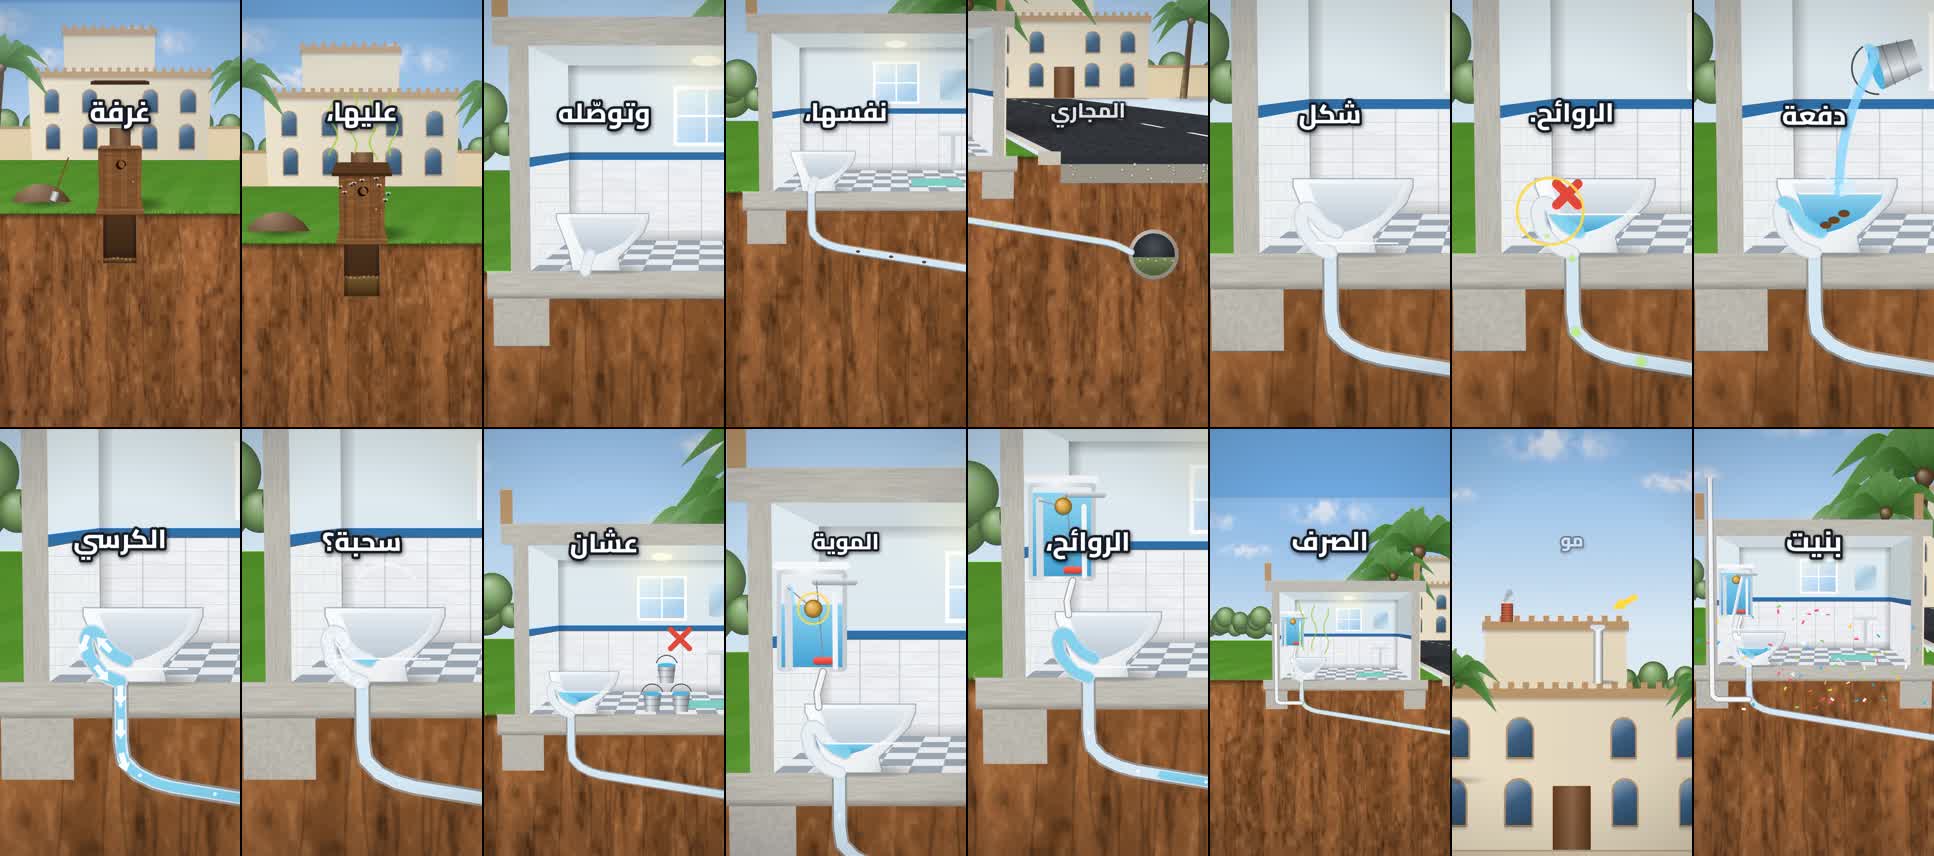 غرفة
عليها،
وتوصّله
نفسها،
المجاري
شكل
الروائح.
دفعة
الكرسي
سحبة؟
عشان
الموية
الروائح،
الصرف
مو
بنيت